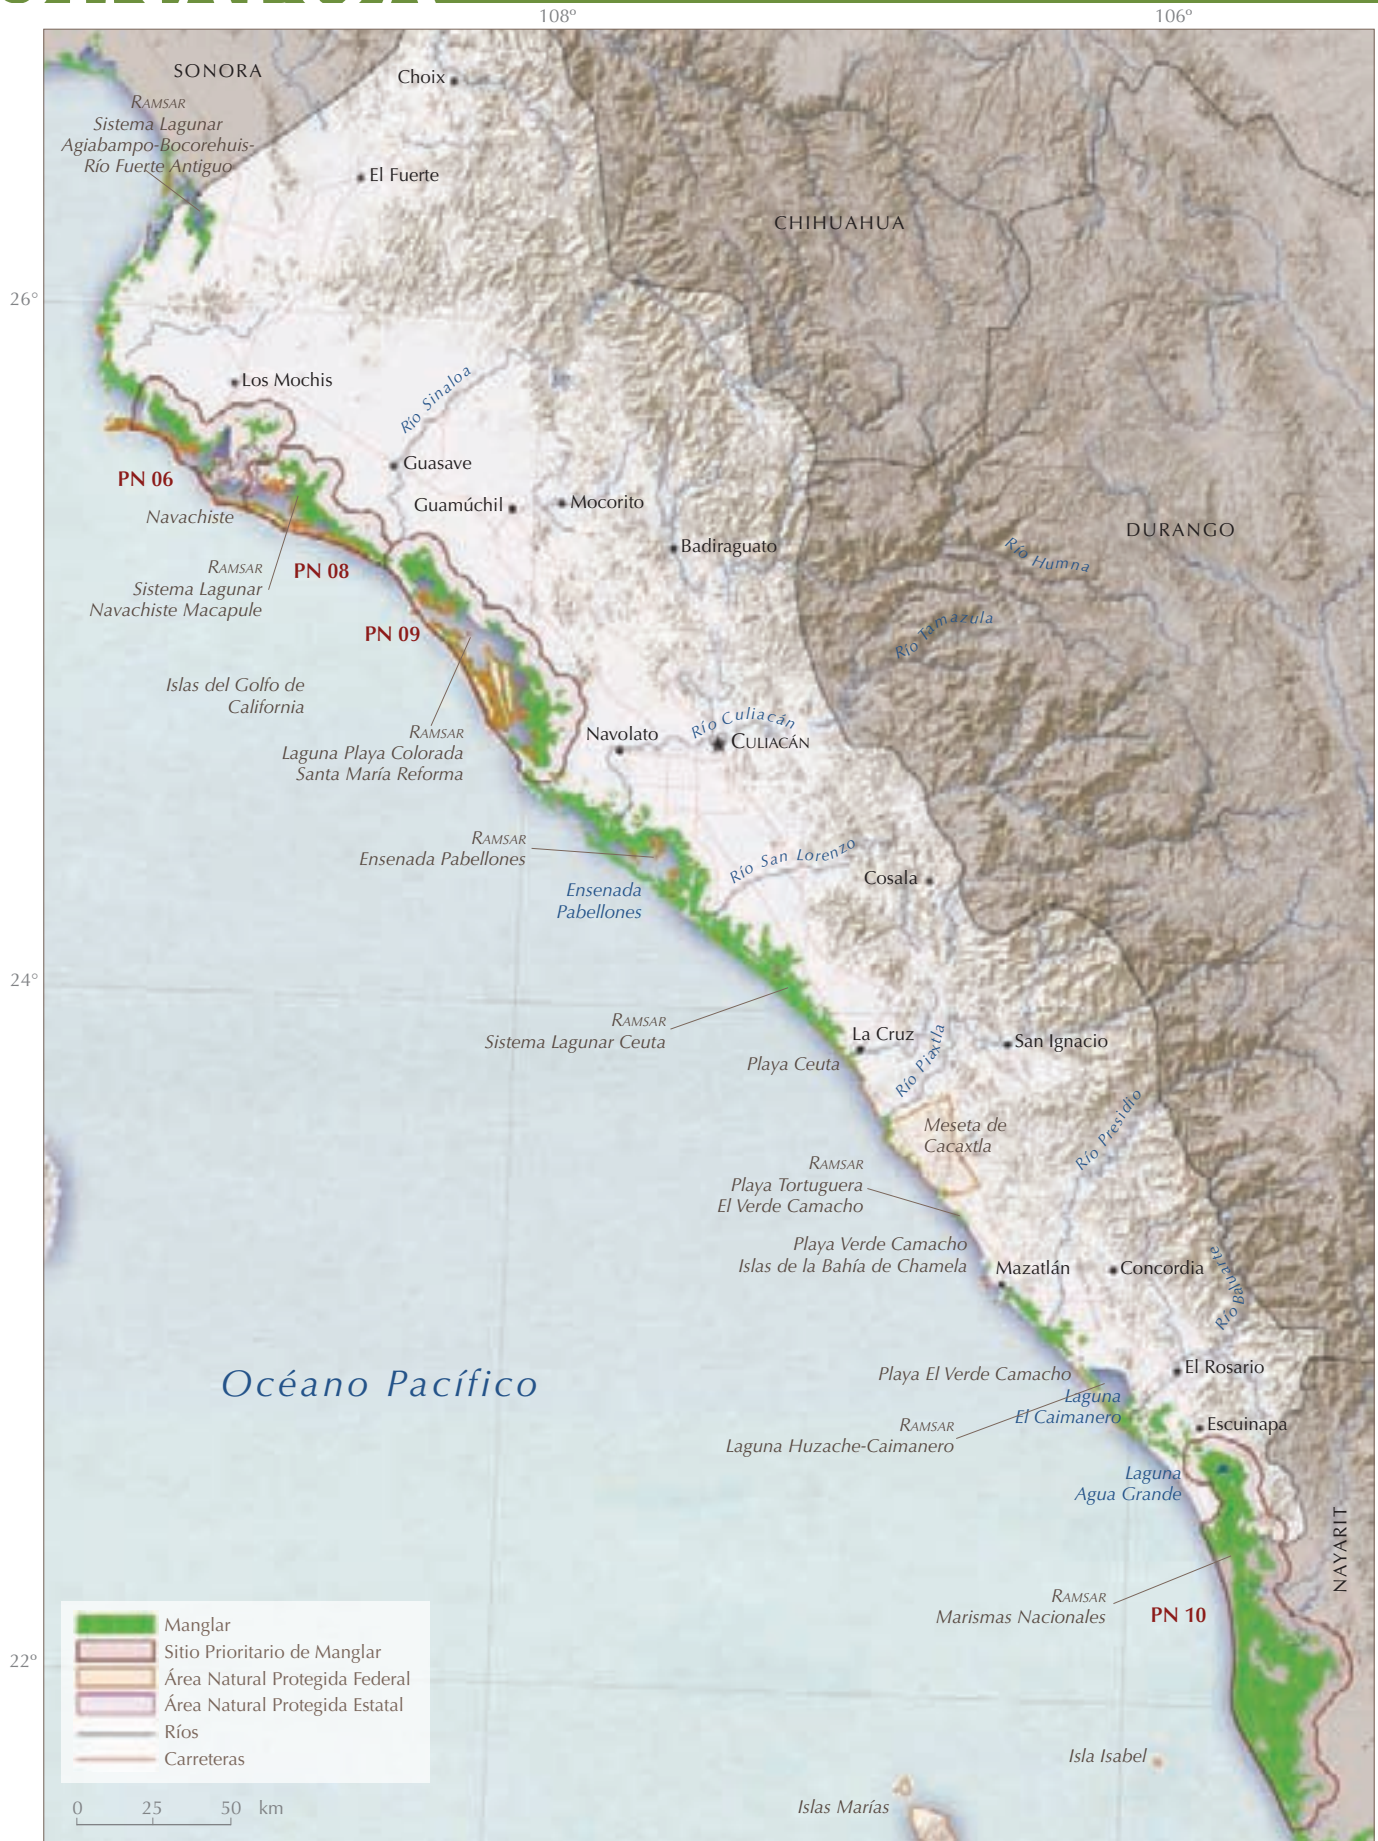 108°
106°
SONORA
Choix
RAMSAR
Sistema Lagunar
Agiabampo-Bocorehuis-
Río Fuerte Antiguo
El Fuerte
CHIHUAHUA
26°
Los Mochis
Río Sinaloa
Guasave
PN 06
Guamúchil
Mocorito
Navachiste
DURANGO
Badiraguato
Río Humna
RAMSAR
Sistema Lagunar
Navachiste Macapule
PN 08
PN 09
Río Tamazula
Islas del Golfo de
California
RAMSAR
Laguna Playa Colorada
Santa María Reforma
Navolato
Río Culiacán
CULIACÁN
RAMSAR
Ensenada Pabellones
Río San Lorenzo
Cosala
Ensenada
Pabellones
24°
RAMSAR
Sistema Lagunar Ceuta
La Cruz
San Ignacio
Playa Ceuta
Río Piaxtla
Río Presidio
Meseta de
Cacaxtla
RAMSAR
Playa Tortuguera
El Verde Camacho
Playa Verde Camacho
Islas de la Bahía de Chamela
Mazatlán
Concordia
Río Baluarte
Océano Pacífico
Playa El Verde Camacho
El Rosario
Laguna
El Caimanero
RAMSAR
Laguna Huzache-Caimanero
Escuinapa
Laguna
Agua Grande
NAYARIT
RAMSAR
Marismas Nacionales
PN 10
22°
Manglar
Sitio Prioritario de Manglar
Área Natural Protegida Federal
Área Natural Protegida Estatal
Ríos
Carreteras
0 25 50 km
Isla Isabel
Islas Marías